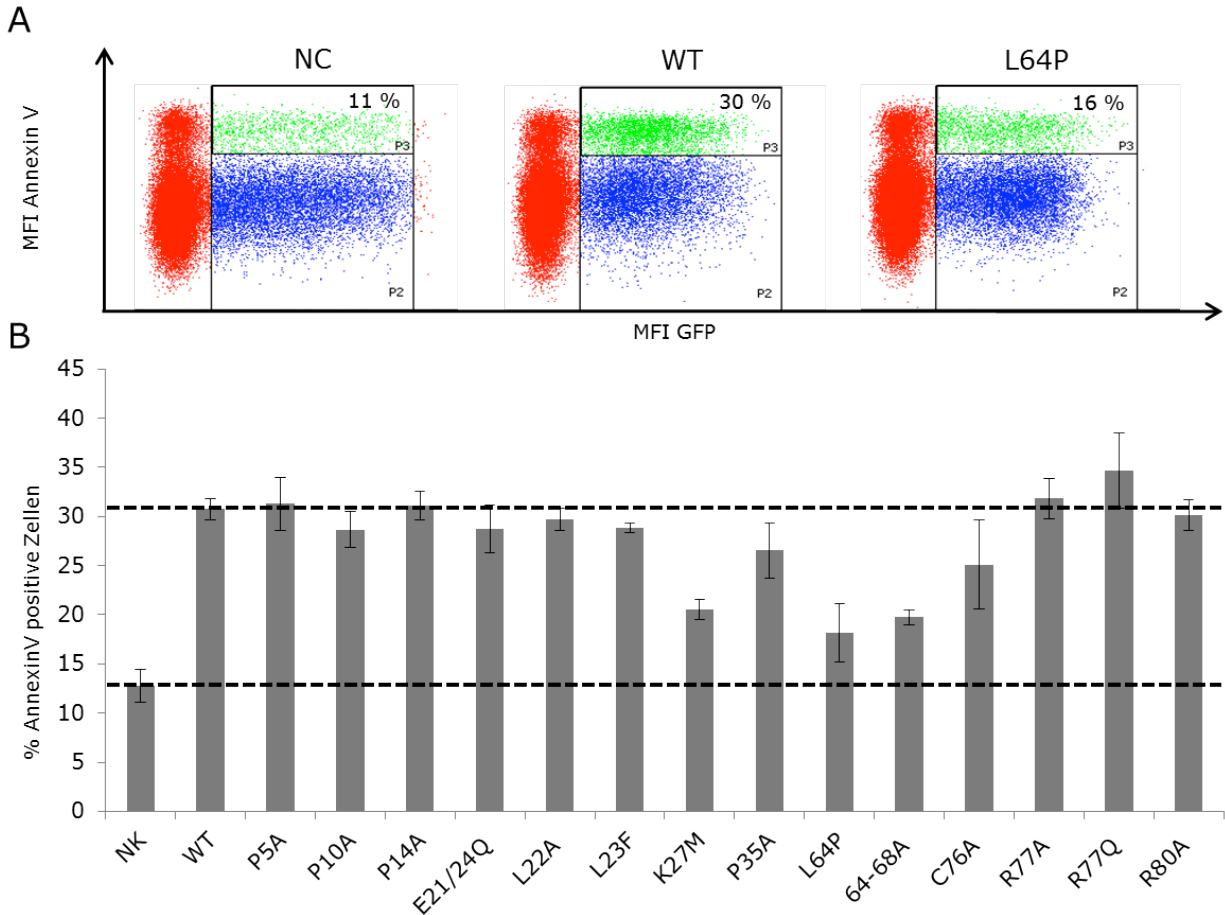 A
NC
WT
L64P
11 %
30 %
16 %
P3
P3
P3
P2
P2
P2
MFI Annexin V
MFI GFP
B
45
40
35
30
25
20
15
10
5
0
% AnnexinV positive Zellen
NK
WT
P5A
P10A
P14A
E21/24Q
L22A
L23F
K27M
P35A
L64P
64-68A
C76A
R77A
R77Q
R80A